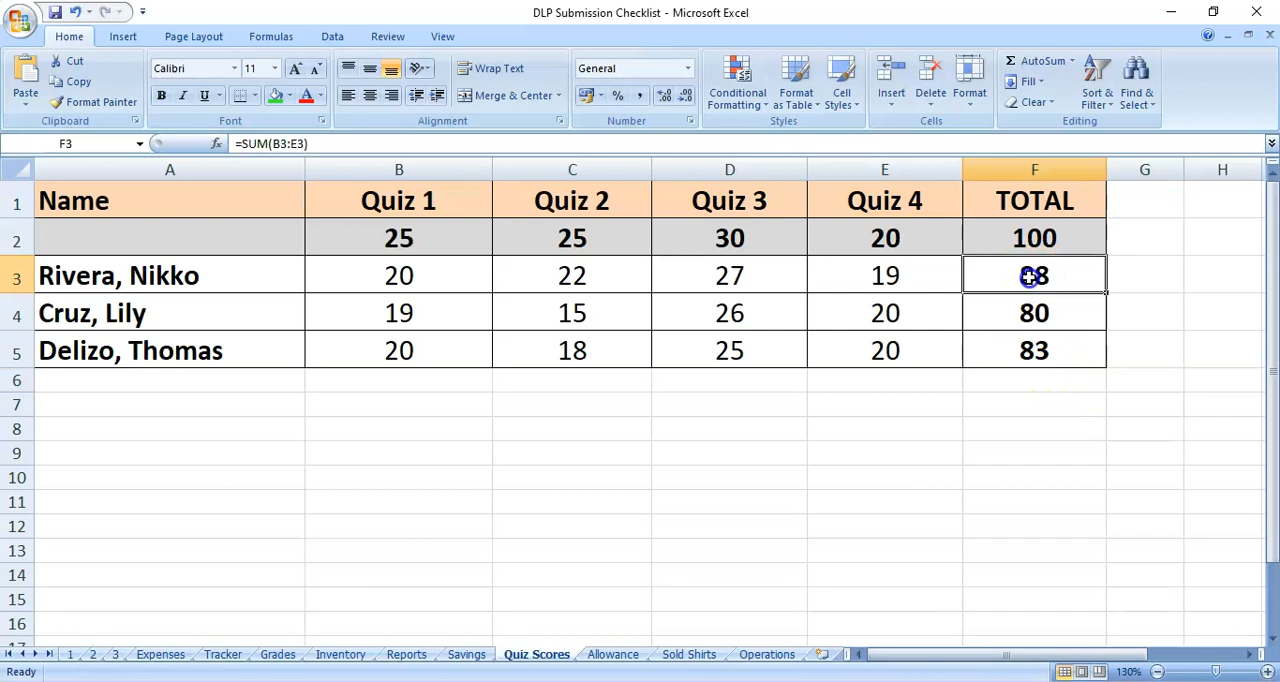 DLP Submission Checklist - Microsoft Excel
Home Insert Page Layout Formulas Data Review View
Paste
Cut
Copy
Format Painter
Clipboard
Calibri 11
B I U
Font
Wrap Text
Merge & Center
Alignment
General
Number
Conditional Formatting
Format as Table
Cell Styles
Styles
Insert Delete Format
Cells
Σ AutoSum
Fill
Clear
Sort & Filter
Find & Select
Editing
F3 fx =SUM(B3:E3)
A B C D E F G H
1 Name Quiz 1 Quiz 2 Quiz 3 Quiz 4 TOTAL
2 25 25 30 20 100
3 Rivera, Nikko 20 22 27 19
4 Cruz, Lily 19 15 26 20 80
5 Delizo, Thomas 20 18 25 20 83
6
7
8
9
10
11
12
13
14
15
16
1 2 3 Expenses Tracker Grades Inventory Reports Savings Quiz Scores Allowance Sold Shirts Operations
Ready 130%